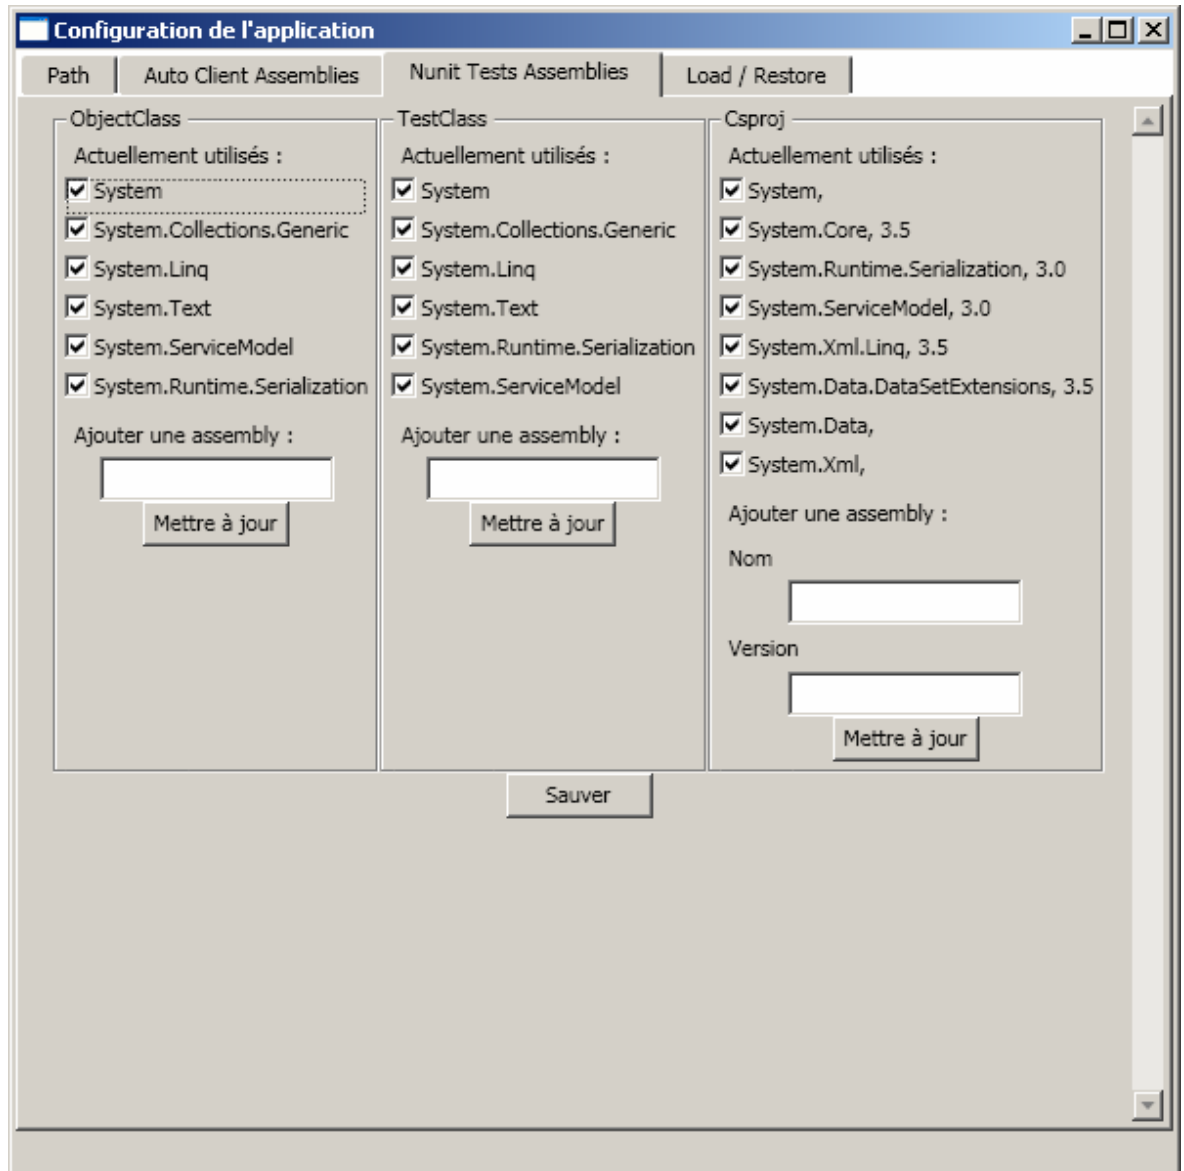 Configuration de l'application
Path
Auto Client Assemblies
Nunit Tests Assemblies
Load / Restore
ObjectClass
Actuellement utilisés :
System
System.Collections.Generic
System.Linq
System.Text
System.ServiceModel
System.Runtime.Serialization
Ajouter une assembly :
Mettre à jour
TestClass
Actuellement utilisés :
System
System.Collections.Generic
System.Linq
System.Text
System.Runtime.Serialization
System.ServiceModel
Ajouter une assembly :
Mettre à jour
Csproj
Actuellement utilisés :
System,
System.Core, 3.5
System.Runtime.Serialization, 3.0
System.ServiceModel, 3.0
System.Xml.Linq, 3.5
System.Data.DataSetExtensions, 3.5
System.Data,
System.Xml,
Ajouter une assembly :
Nom
Version
Mettre à jour
Sauver